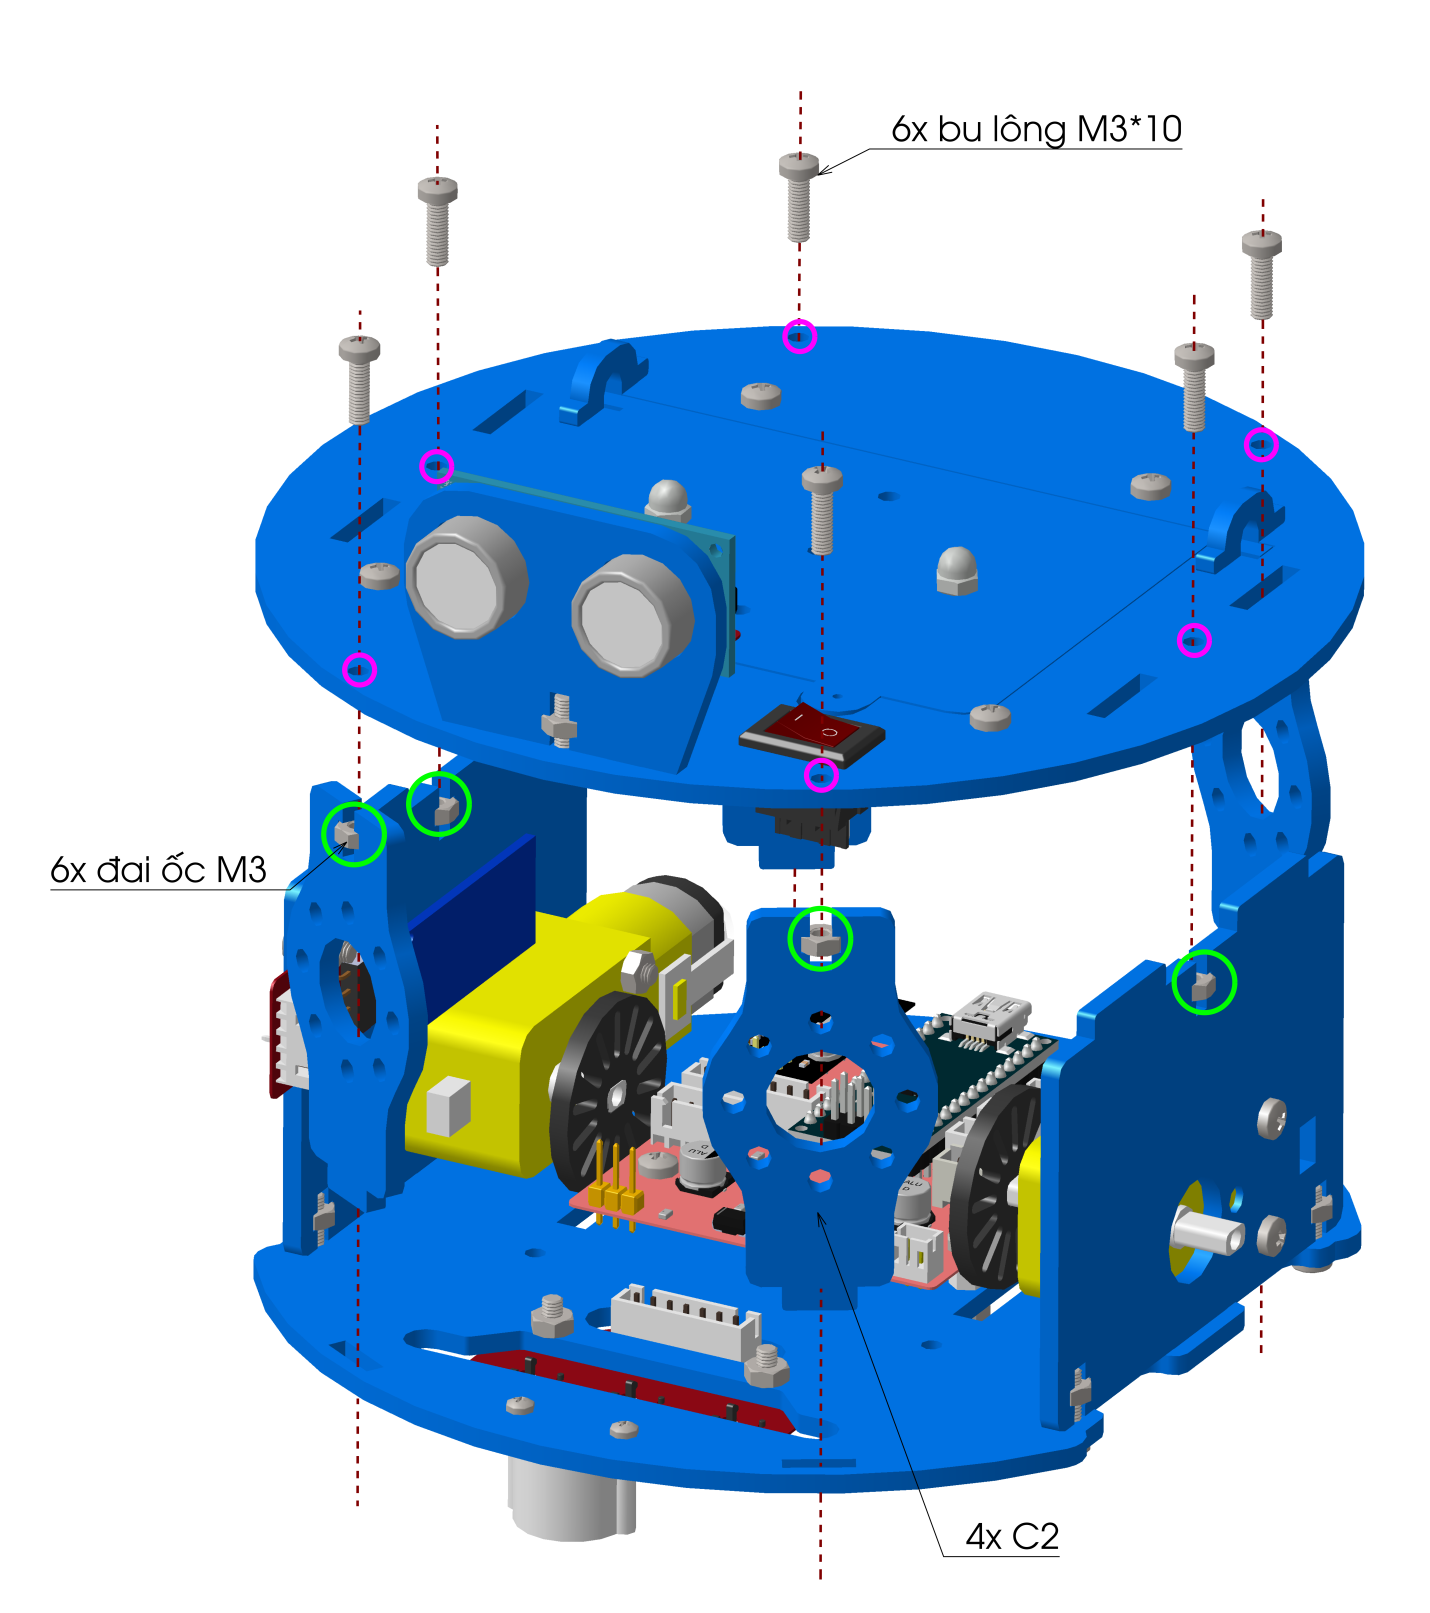 6x bu lông M3*10
6x đai ốc M3
4x C2